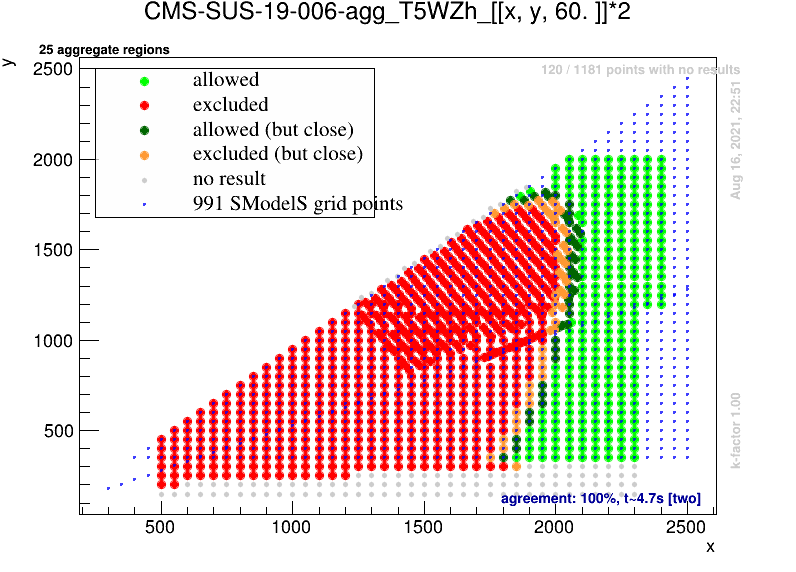 CMS-SUS-19-006-agg_T5WZh_[[x, y, 60. ]]*2
25 aggregate regions
y
120 / 1181 points with no results
allowed
excluded
allowed (but close)
excluded (but close)
no result
991 SModelS grid points
2500
2000
1500
1000
500
Aug 16, 2021, 22:51
k-factor 1.00
agreement: 100%, t~4.7s [two]
500 1000 1500 2000 2500
x